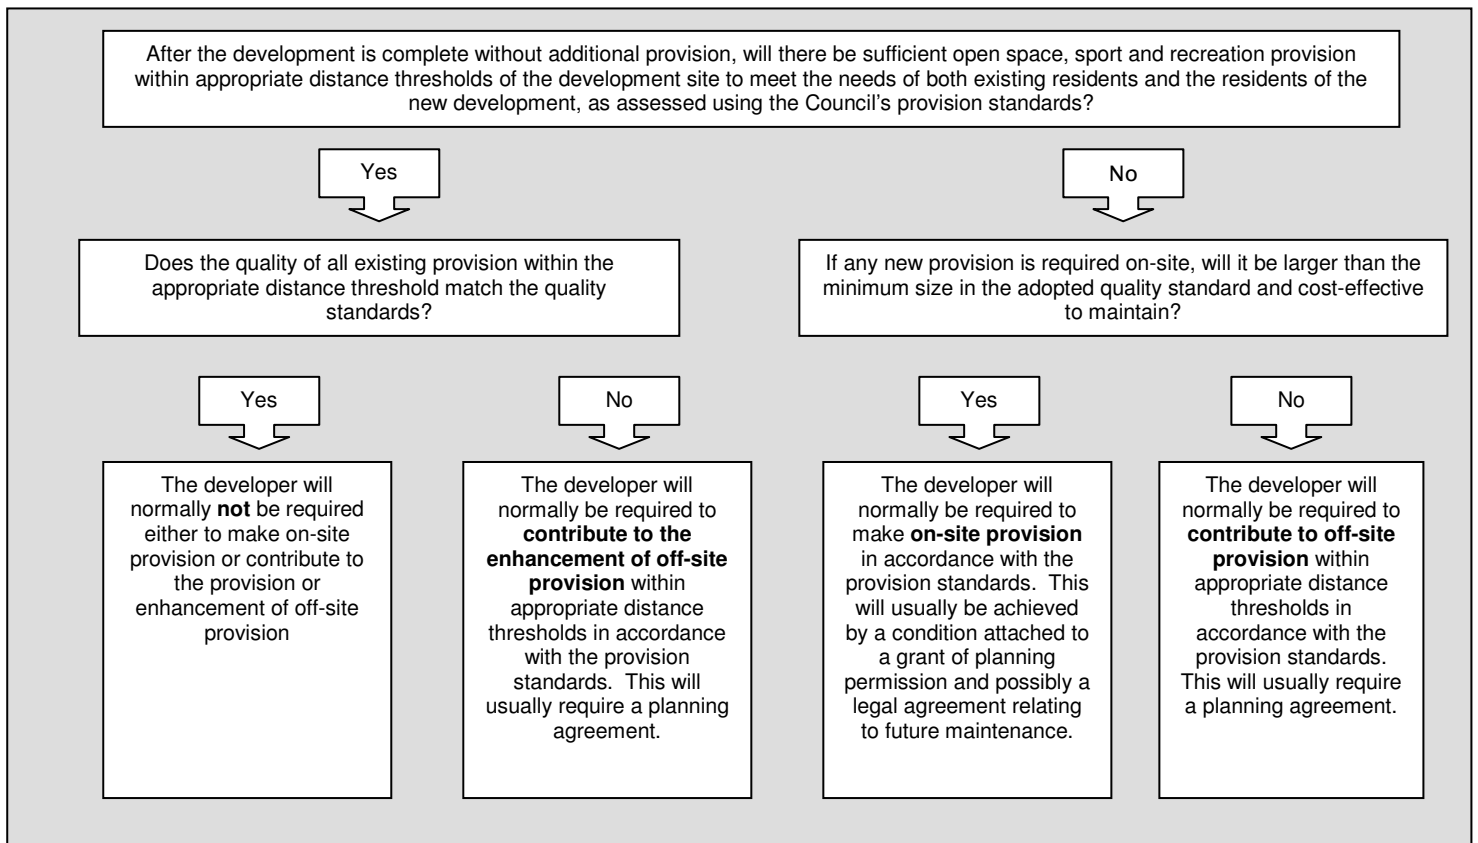 After the development is complete without additional provision, will there be sufficient open space, sport and recreation provision
within appropriate distance thresholds of the development site to meet the needs of both existing residents and the residents of the
new development, as assessed using the Council's provision standards?
Yes
No
Does the quality of all existing provision within the
appropriate distance threshold match the quality
standards?
If any new provision is required on-site, will it be larger than the
minimum size in the adopted quality standard and cost-effective
to maintain?
Yes
No
Yes
No
The developer will
normally not be required
either to make on-site
provision or contribute to
the provision or
enhancement of off-site
provision
The developer will
normally be required to
contribute to the
enhancement of off-site
provision within
appropriate distance
thresholds in accordance
with the provision
standards.  This will
usually require a planning
agreement.
The developer will
normally be required to
make on-site provision
in accordance with the
provision standards.  This
will usually be achieved
by a condition attached to
a grant of planning
permission and possibly a
legal agreement relating
to future maintenance.
The developer will
normally be required to
contribute to off-site
provision within
appropriate distance
thresholds in
accordance with the
provision standards.
This will usually require
a planning agreement.